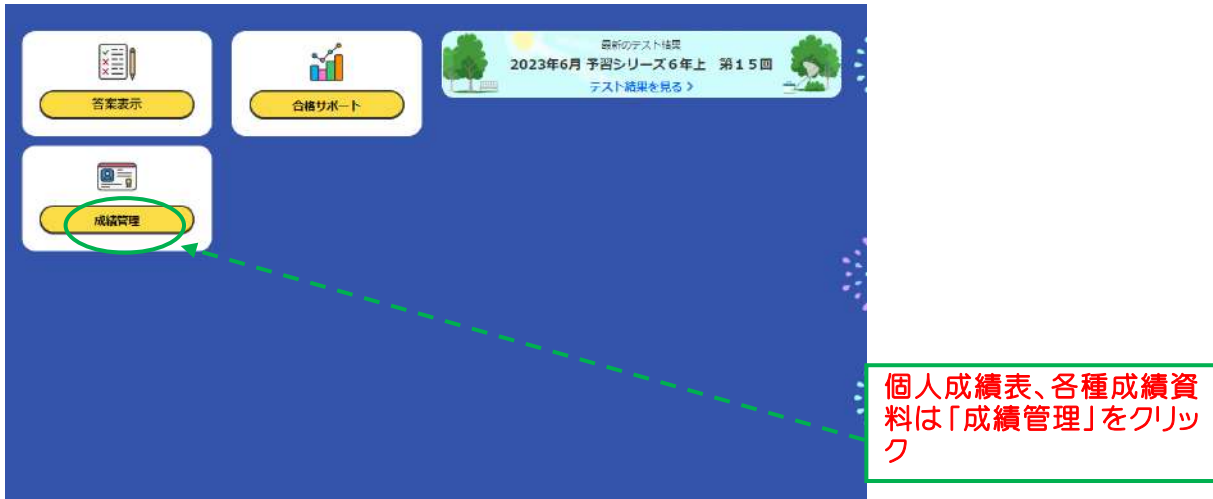 答案表示
合格サポート
最新のテスト結果
2023年6月 予習シリーズ6年上 第15回
テスト結果を見る >
成績管理
個人成績表、各種成績資
料は「成績管理」をクリッ
ク